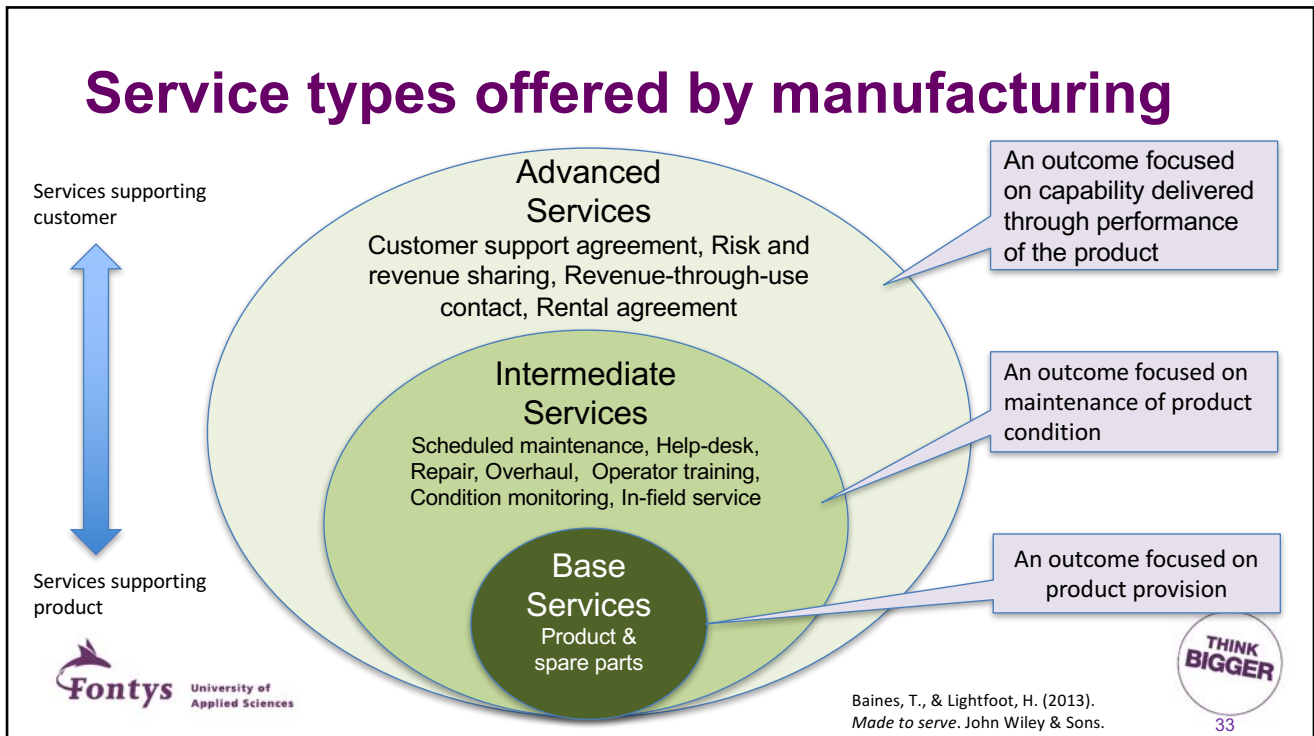 Service types offered by manufacturing
Services supporting
customer
Services supporting
product
Advanced
Services
Customer support agreement, Risk and
revenue sharing, Revenue-through-use
contact, Rental agreement
Intermediate
Services
Scheduled maintenance, Help-desk,
Repair, Overhaul, Operator training,
Condition monitoring, In-field service
Base
Services
Product &
spare parts
An outcome focused
on capability delivered
through performance
of the product
An outcome focused on
maintenance of product
condition
An outcome focused on
product provision
Fontys University of
Applied Sciences
Baines, T., & Lightfoot, H. (2013).
Made to serve. John Wiley & Sons.
THINK
BIGGER
33